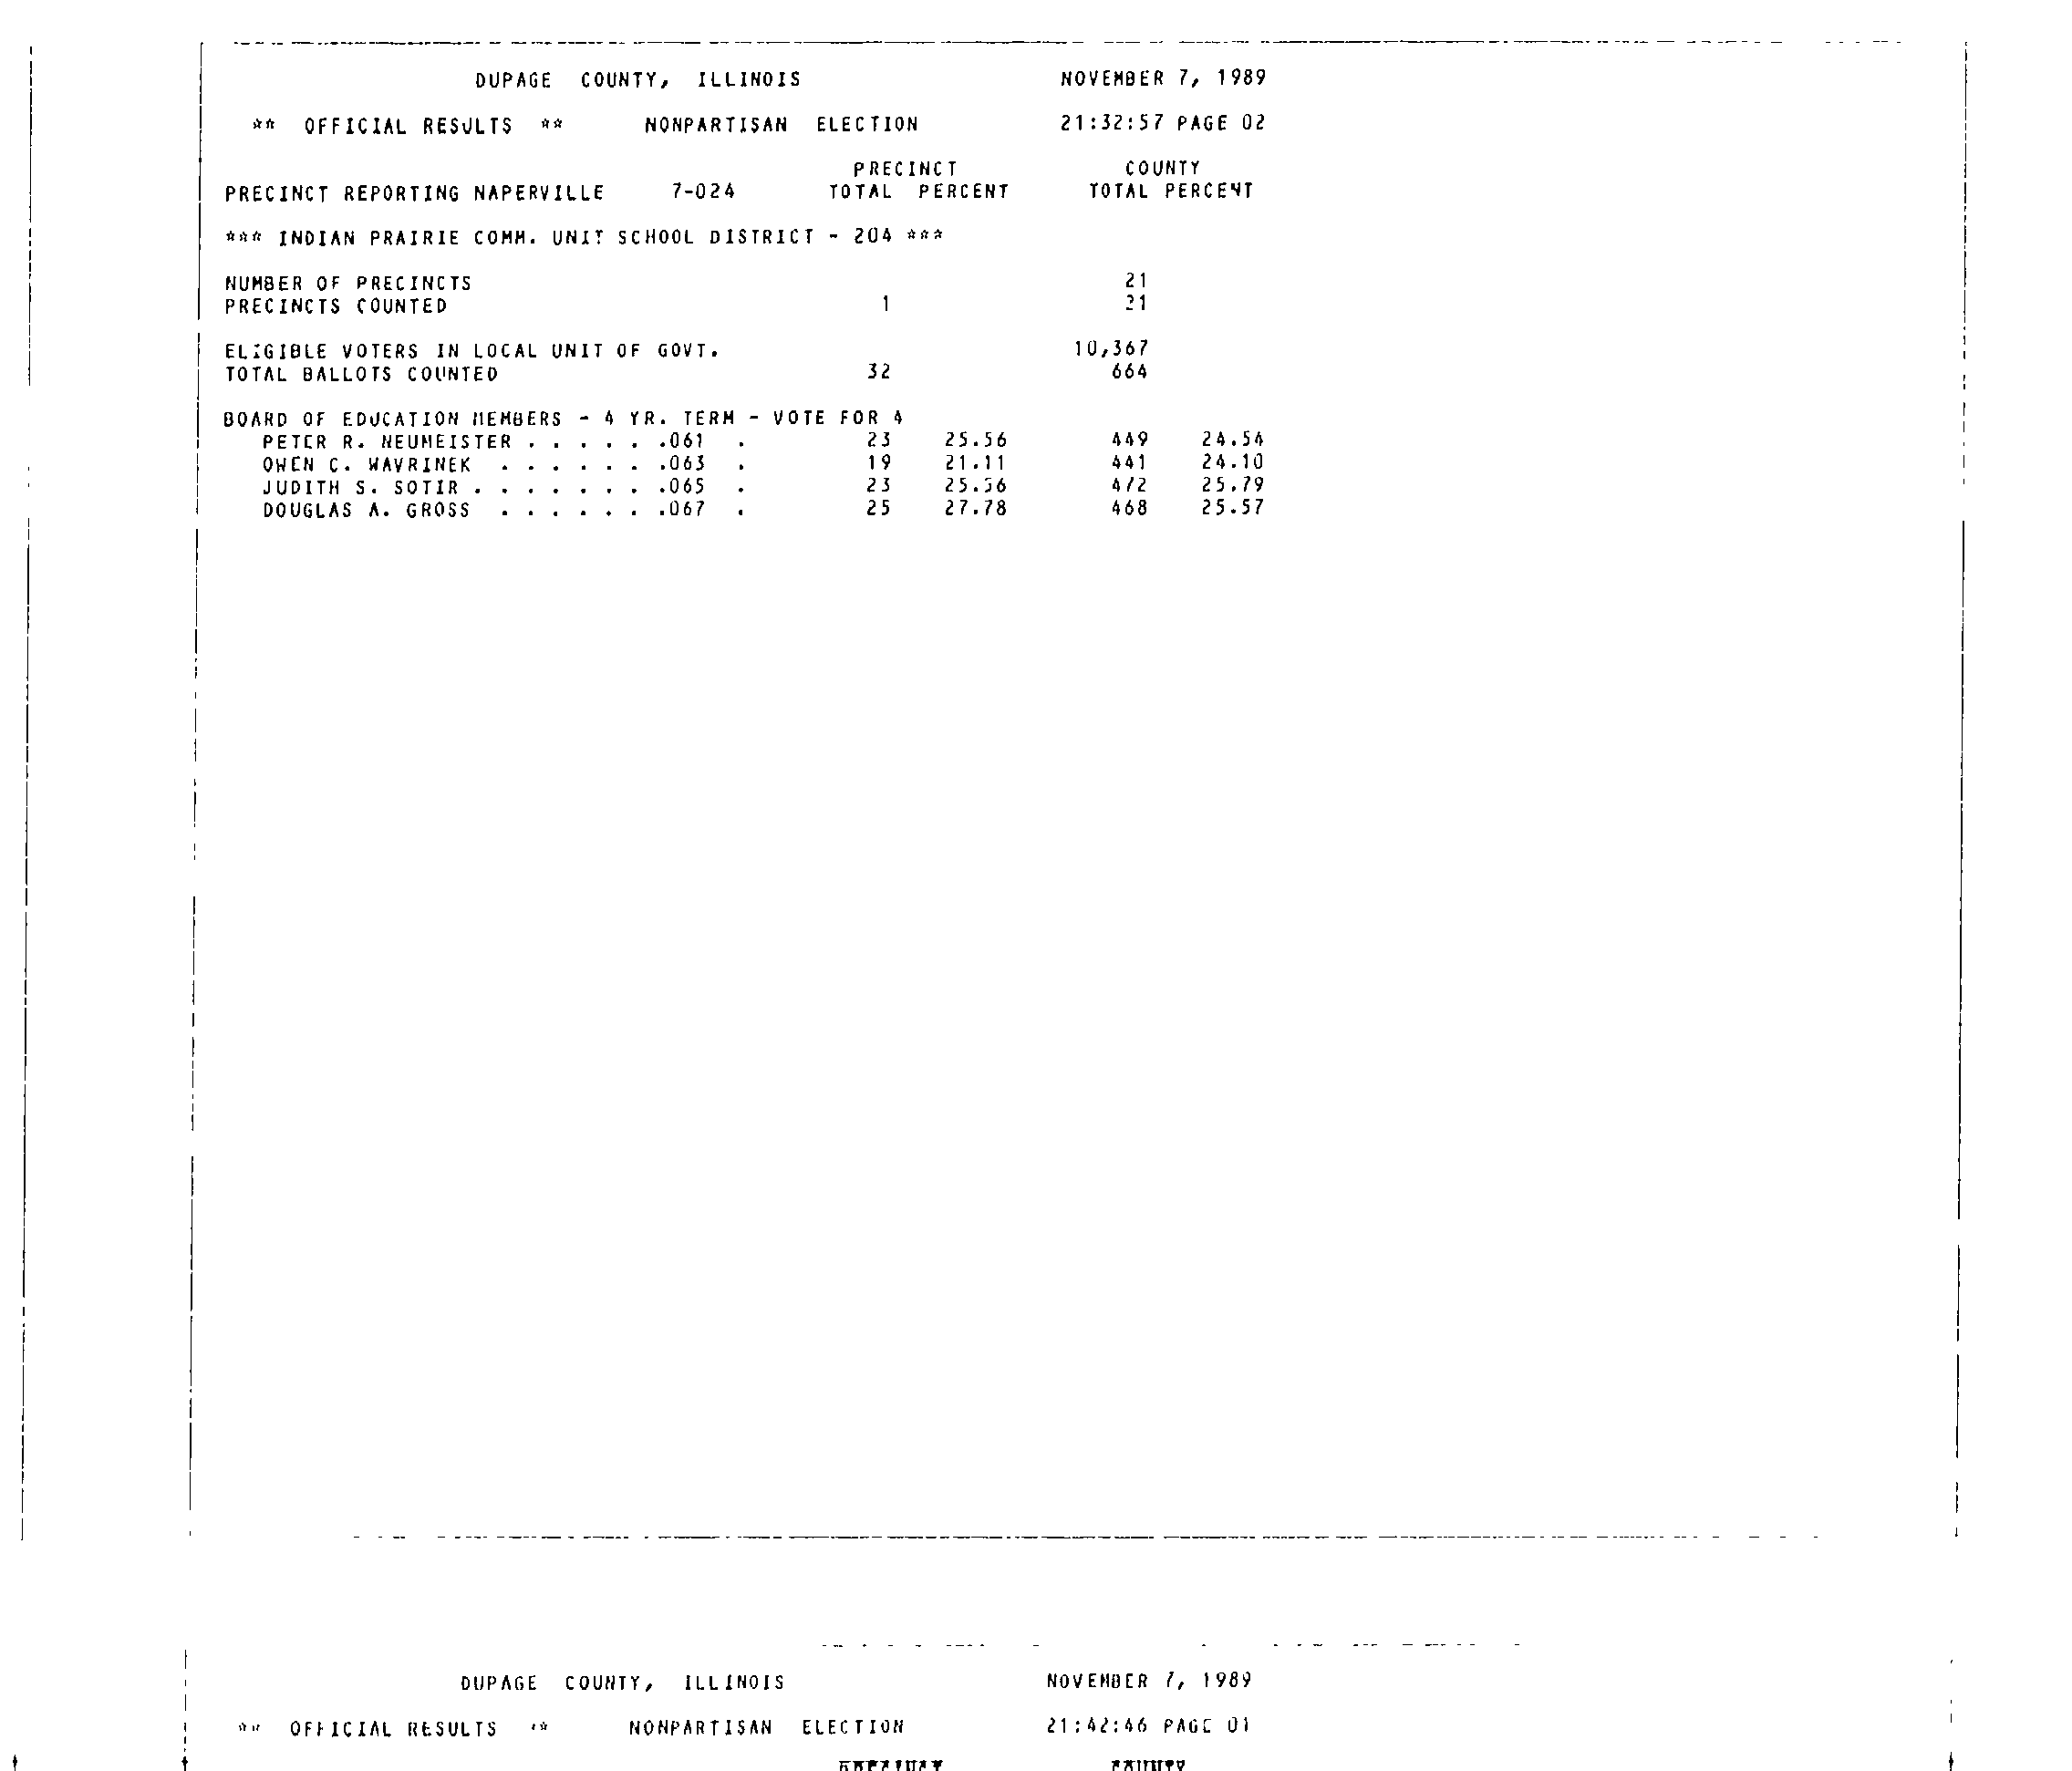 DUPAGE COUNTY, ILLINOIS NOVEMBER 7, 1989
** OFFICIAL RESULTS ** NONPARTISAN ELECTION 21:32:57 PAGE 02
PRECINCT COUNTY
PRECINCT REPORTING NAPERVILLE 7-024 TOTAL PERCENT TOTAL PERCENT
*** INDIAN PRAIRIE COMM. UNIT SCHOOL DISTRICT - 204 ***
NUMBER OF PRECINCTS 21
PRECINCTS COUNTED 1 21
ELIGIBLE VOTERS IN LOCAL UNIT OF GOVT. 10,367
TOTAL BALLOTS COUNTED 32 664
BOARD OF EDUCATION MEMBERS - 4 YR. TERM - VOTE FOR 4
PETER R. NEUMEISTER . . . . . .061 . 23 25.56 449 24.54
OWEN C. WAVRINEK . . . . . . .063 . 19 21.11 441 24.10
JUDITH S. SOTIR . . . . . . . .065 . 23 25.56 472 25.79
DOUGLAS A. GROSS . . . . . . .067 . 25 27.78 468 25.57
DUPAGE COUNTY, ILLINOIS NOVEMBER 7, 1989
** OFFICIAL RESULTS ** NONPARTISAN ELECTION 21:42:46 PAGE 01
PRECINCT COUNTY